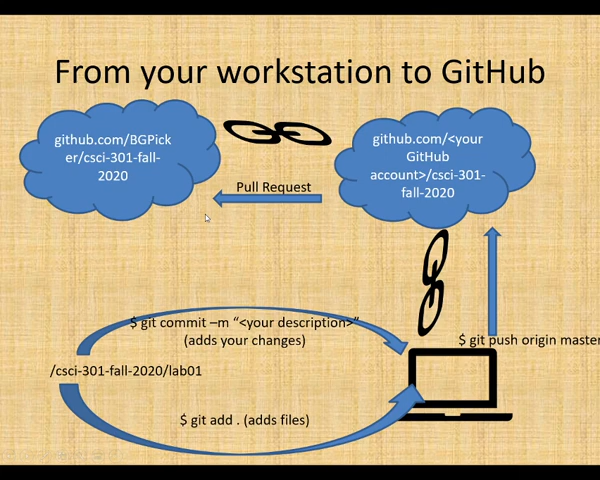 From your workstation to GitHub
github.com/BGPick
er/csci-301-fall-
2020
github.com/<your
GitHub
account>/csci-301-
fall-2020
Pull Request
$ git commit –m “<your description>”
(adds your changes)
$ git push origin master
/csci-301-fall-2020/lab01
$ git add . (adds files)